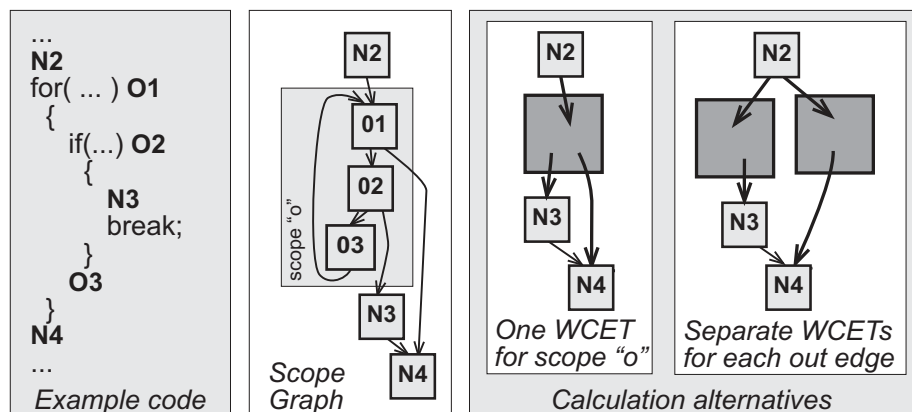 ...
N2
for( ... ) O1
{
if(...) O2
{
N3
break;
}
O3
}
N4
...
Example code
N2
01
02
03
scope "o"
N3
N4
Scope
Graph
N2
N3
N4
One WCET
for scope "o"
N2
N3
N4
Separate WCETs
for each out edge
Calculation alternatives